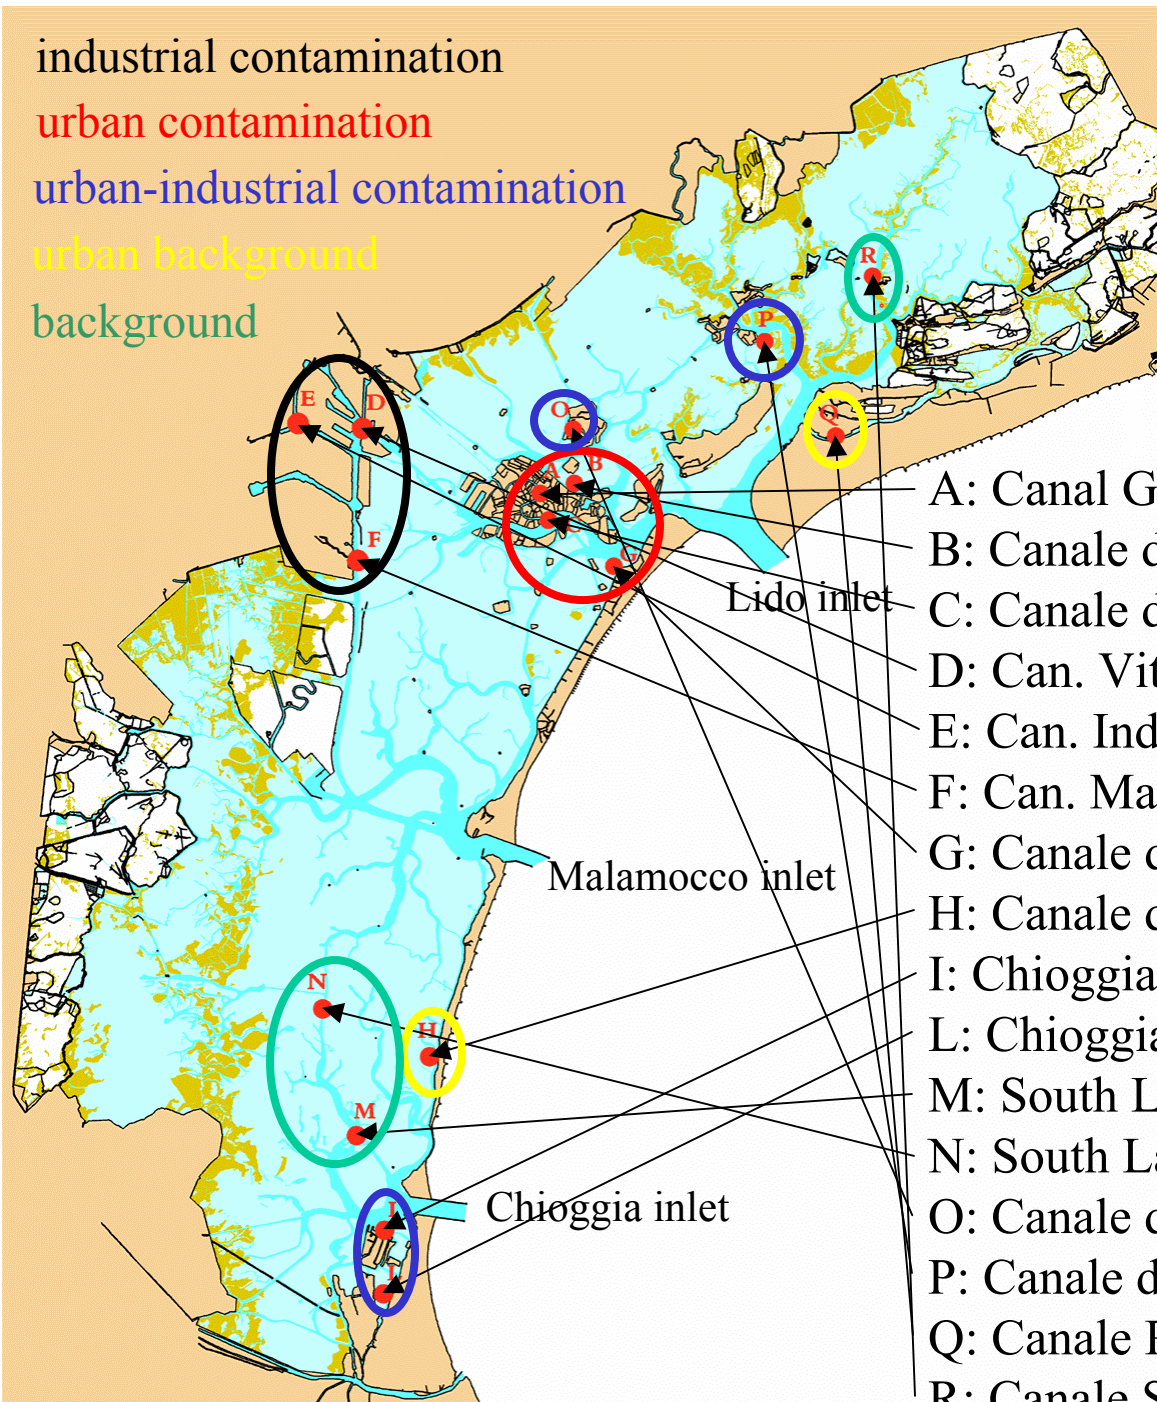 industrial contamination
urban contamination
urban-industrial contamination
urban background
background
R
P
E
D
O
Q
A
B
F
G
Lido inlet
Malamocco inlet
N
H
M
I
Chioggia inlet
A: Canal G
B: Canale d
C: Canale d
D: Can. Vit
E: Can. Ind
F: Can. Ma
G: Canale d
H: Canale d
I: Chioggia
L: Chioggia
M: South L
N: South La
O: Canale d
P: Canale d
Q: Canale
R: Canale S